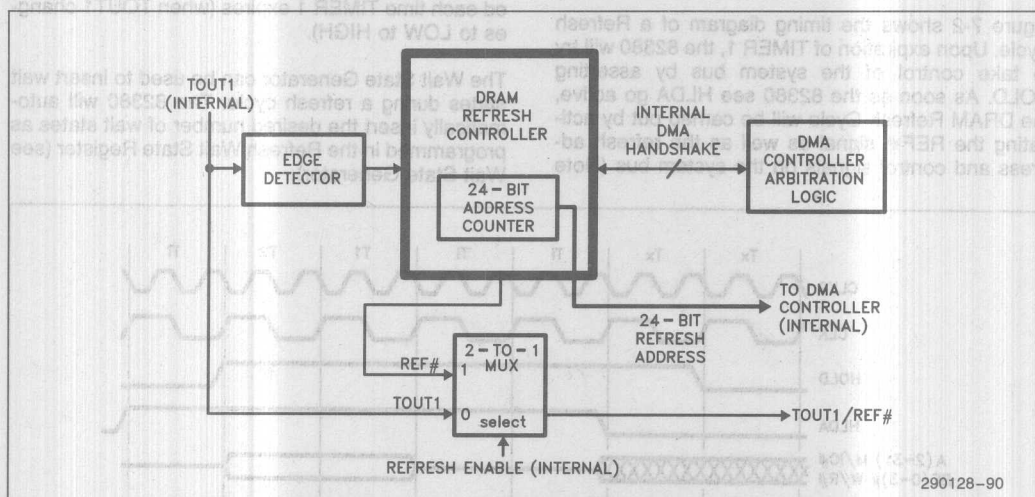 TOUT1
(INTERNAL)
EDGE
DETECTOR
DRAM
REFRESH
CONTROLLER
24-BIT
ADDRESS
COUNTER
INTERNAL
DMA
HANDSHAKE
DMA
CONTROLLER
ARBITRATION
LOGIC
TO DMA
CONTROLLER
(INTERNAL)
24-BIT
REFRESH
ADDRESS
2-TO-1
MUX
REF#
1
TOUT1
0
select
TOUT1/REF#
REFRESH ENABLE (INTERNAL)
290128-90